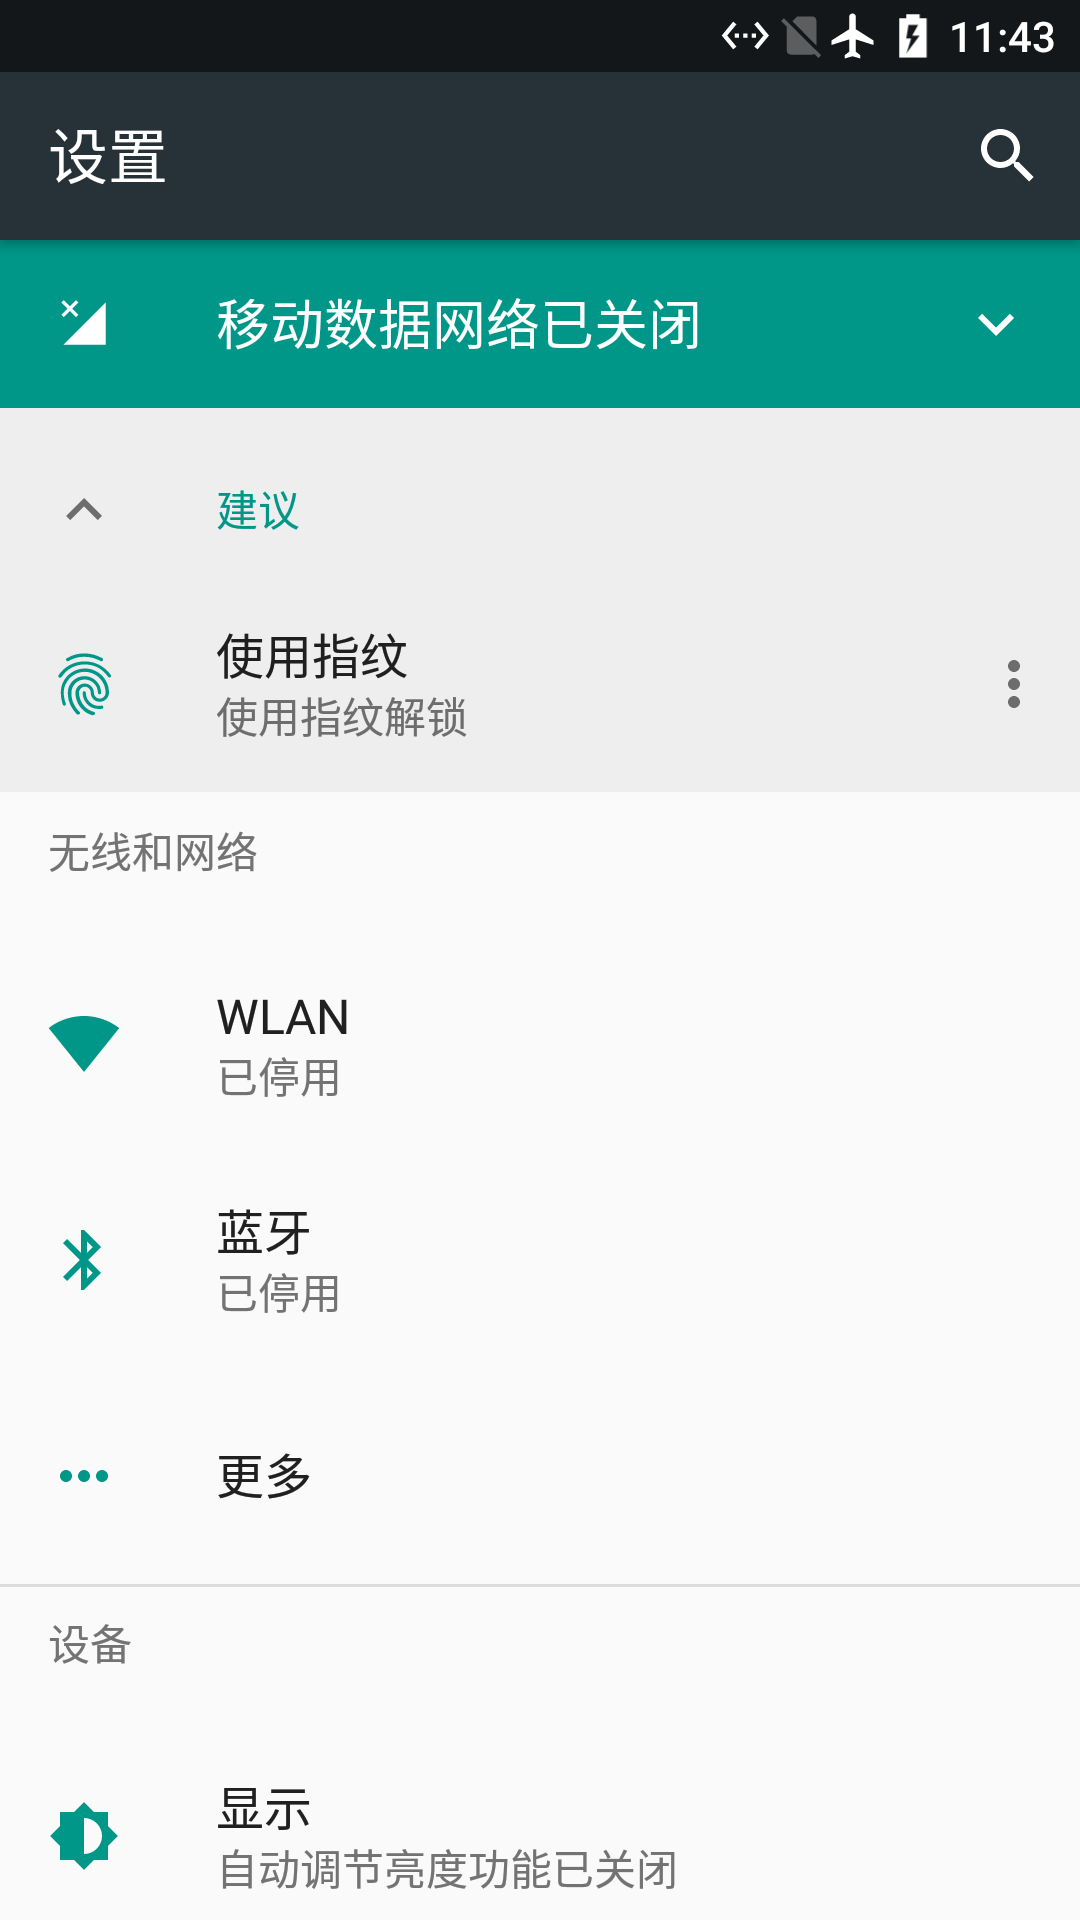 11:43
设置
移动数据网络已关闭
建议
使用指纹
使用指纹解锁
无线和网络
WLAN
已停用
蓝牙
已停用
更多
设备
显示
自动调节亮度功能已关闭